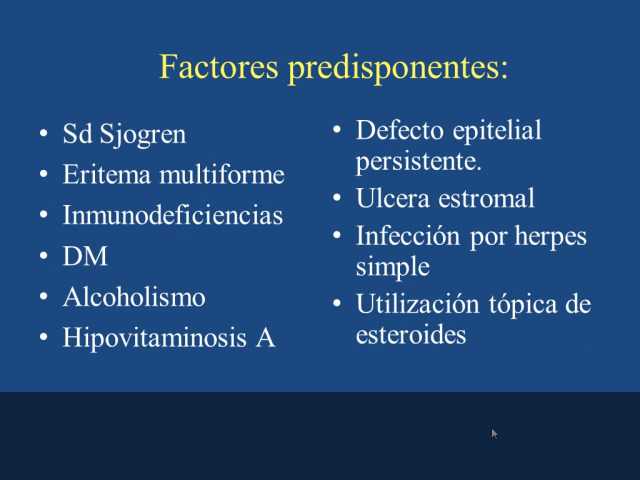 Factores predisponentes:
• Sd Sjogren
• Eritema multiforme
• Inmunodeficiencias
• DM
• Alcoholismo
• Hipovitaminosis A
• Defecto epitelial
persistente.
• Ulcera estromal
• Infección por herpes
simple
• Utilización tópica de
esteroides